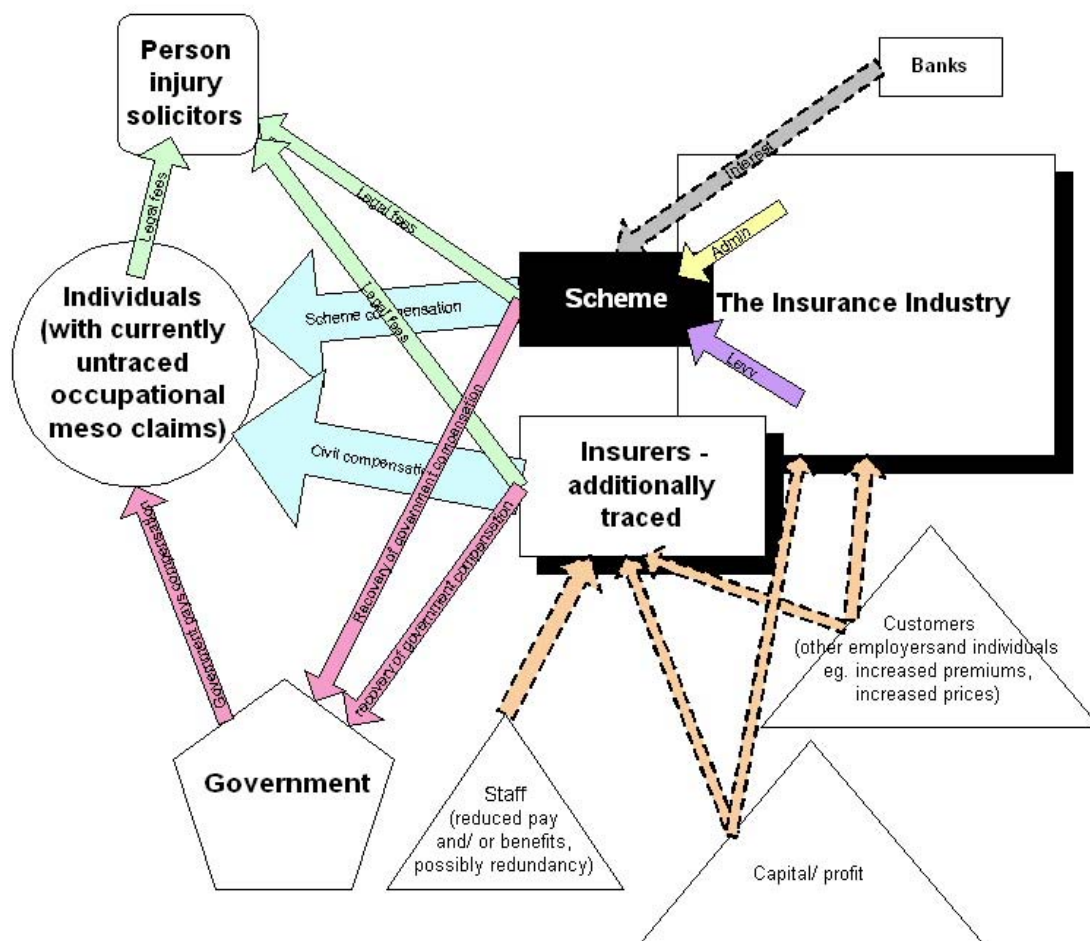 Person
injury
solicitors
Banks
Interest
Legal fees
Legal fees
Legal fees
Admin
Scheme
The Insurance Industry
Individuals
(with currently
untraced
occupational
meso claims)
Scheme compensation
Levy
Civil compensation
Insurers -
additionally
traced
Recovery of government compensation
recovery of government compensation
Government pays compensation
Customers
(other employersand individuals
eg. increased premiums,
increased prices)
Government
Staff
(reduced pay
and/ or benefits,
possibly redundancy)
Capital/ profit